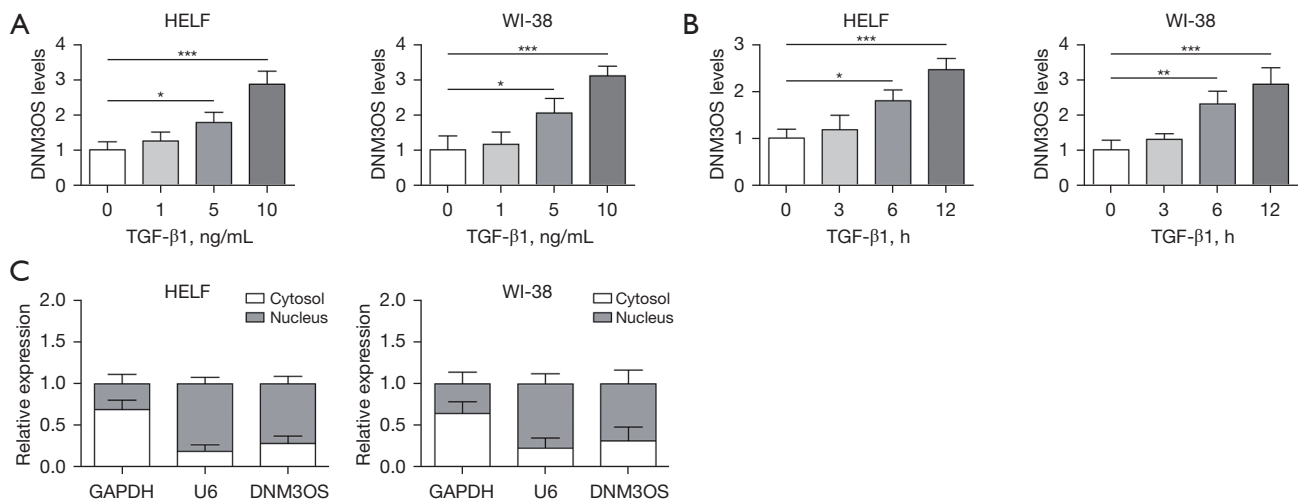 A
HELF
DNM3OS levels
4
3
2
1
0
***
*
0 1 5 10
TGF-β1, ng/mL
WI-38
DNM3OS levels
4
3
2
1
0
***
*
0 1 5 10
TGF-β1, ng/mL
B
HELF
DNM3OS levels
3
2
1
0
***
*
0 3 6 12
TGF-β1, h
WI-38
DNM3OS levels
4
3
2
1
0
***
**
0 3 6 12
TGF-β1, h
C
HELF
Relative expression
2.0
1.5
1.0
0.5
0.0
Cytosol
Nucleus
GAPDH U6 DNM3OS
WI-38
Relative expression
2.0
1.5
1.0
0.5
0.0
Cytosol
Nucleus
GAPDH U6 DNM3OS